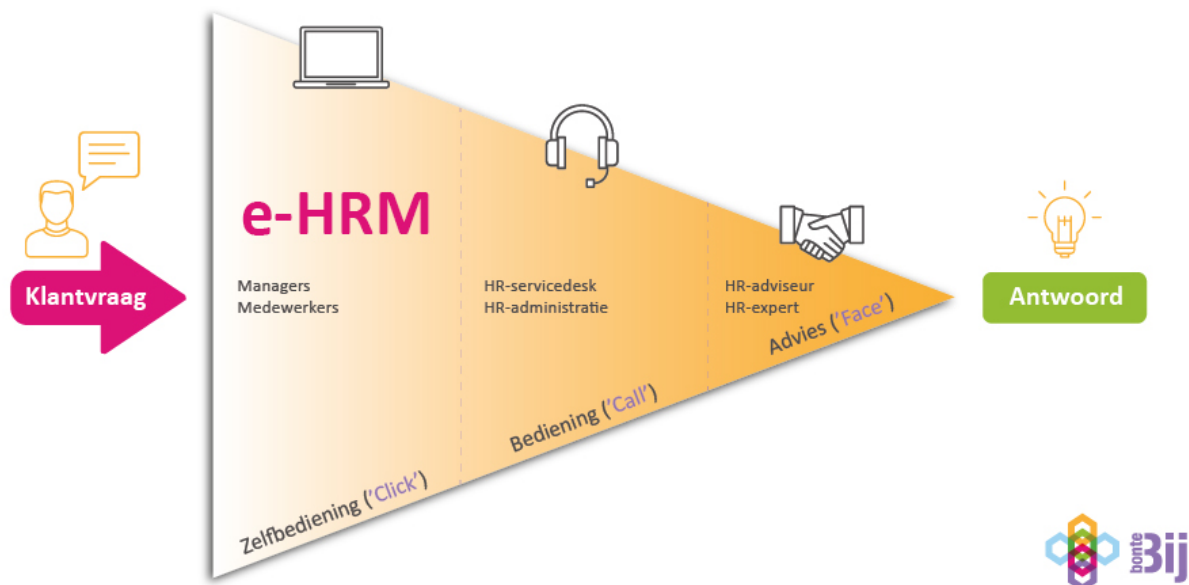 Klantvraag
e-HRM
Managers
Medewerkers
Zelfbediening ('Click')
HR-servicedesk
HR-administratie
Bediening ('Call')
HR-adviseur
HR-expert
Advies ('Face')
Antwoord
bonte
Bij